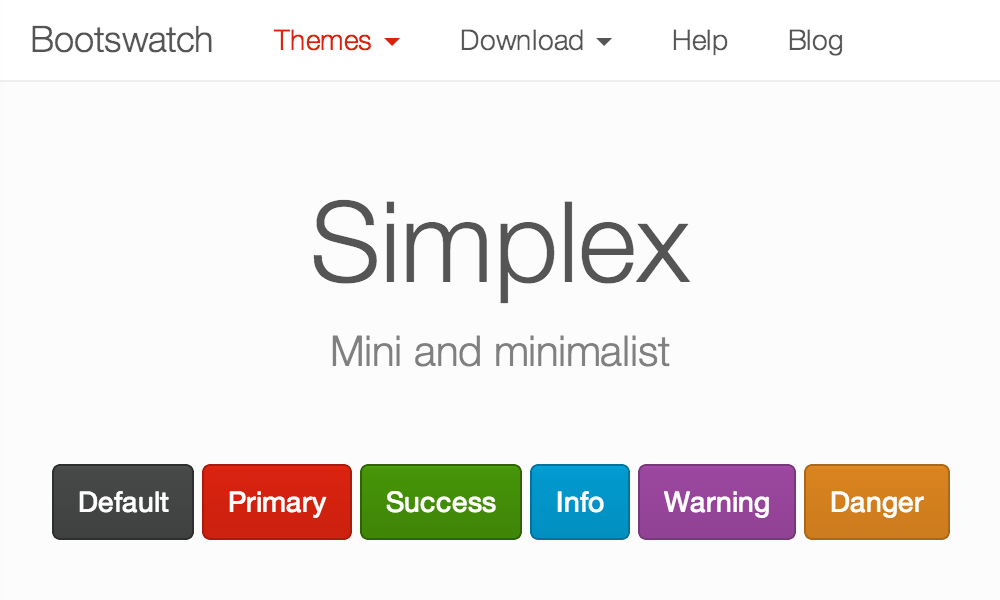 Bootswatch Themes Download Help Blog
Simplex
Mini and minimalist
Default Primary Success Info Warning Danger